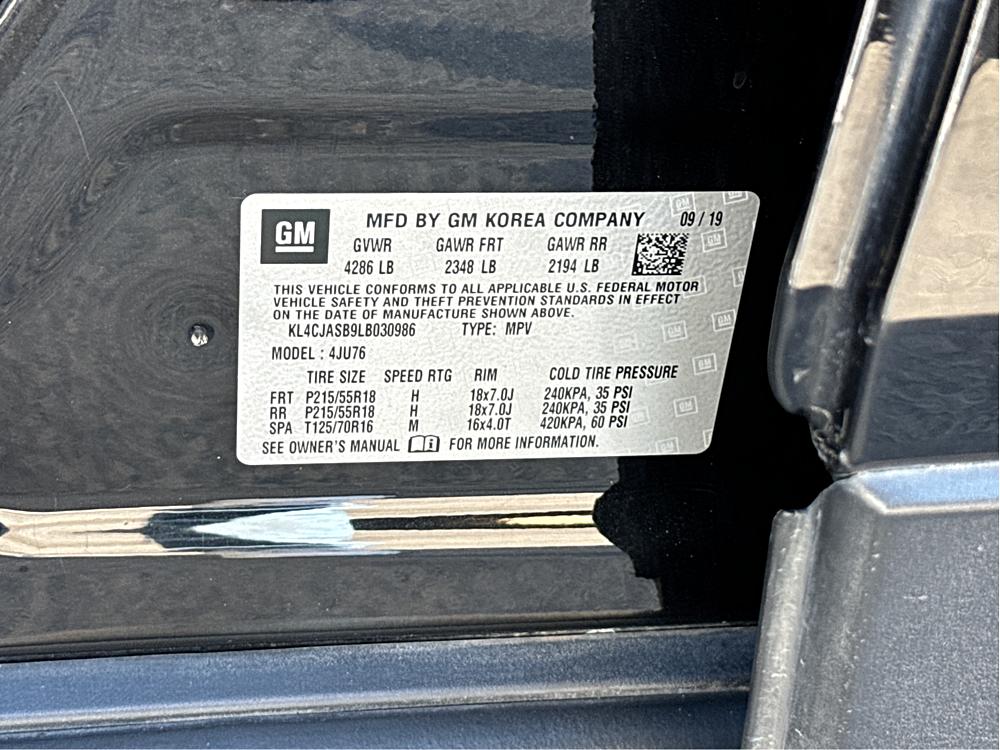 GM MFD BY GM KOREA COMPANY 09/19
GVWR GAWR FRT GAWR RR
4286 LB 2348 LB 2194 LB
THIS VEHICLE CONFORMS TO ALL APPLICABLE U.S. FEDERAL MOTOR
VEHICLE SAFETY AND THEFT PREVENTION STANDARDS IN EFFECT
ON THE DATE OF MANUFACTURE SHOWN ABOVE.
KL4CJASB9LB030986 TYPE: MPV
MODEL : 4JU76
TIRE SIZE SPEED RTG RIM COLD TIRE PRESSURE
FRT P215/55R18 H 18x7.0J 240KPA, 35 PSI
RR P215/55R18 H 18x7.0J 240KPA, 35 PSI
SPA T125/70R16 M 16x4.0T 420KPA, 60 PSI
SEE OWNER'S MANUAL FOR MORE INFORMATION.